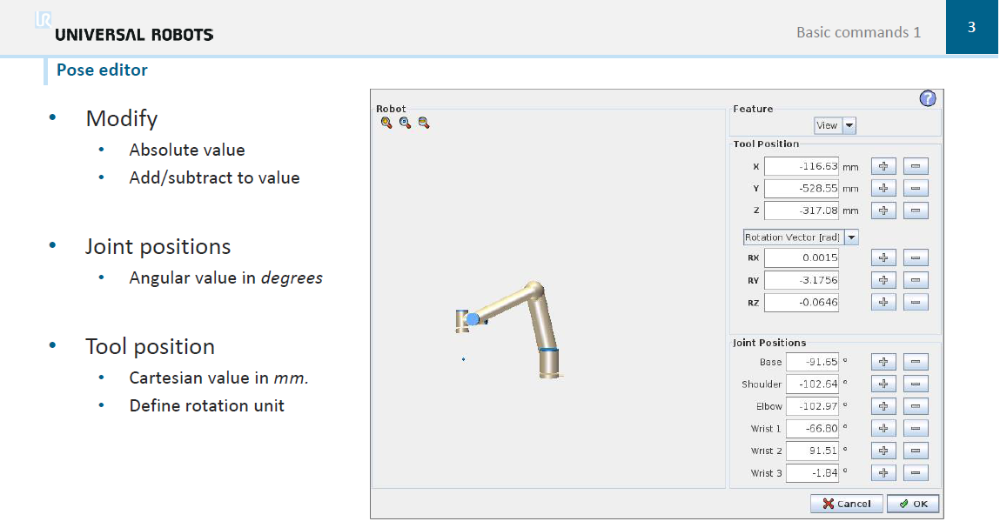 UR
UNIVERSAL ROBOTS
Basic commands 1
3
Pose editor
• Modify
• Absolute value
• Add/subtract to value
• Joint positions
• Angular value in degrees
• Tool position
• Cartesian value in mm.
• Define rotation unit
?
Robot
Feature
View
Tool Position
X -116.63 mm
Y -528.55 mm
Z -317.08 mm
Rotation Vector [rad]
RX 0.0015
RY -3.1756
RZ -0.0646
Joint Positions
Base -91.65 °
Shoulder -102.64 °
Elbow -102.97 °
Wrist 1 -66.80 °
Wrist 2 91.51 °
Wrist 3 -1.84 °
Cancel OK